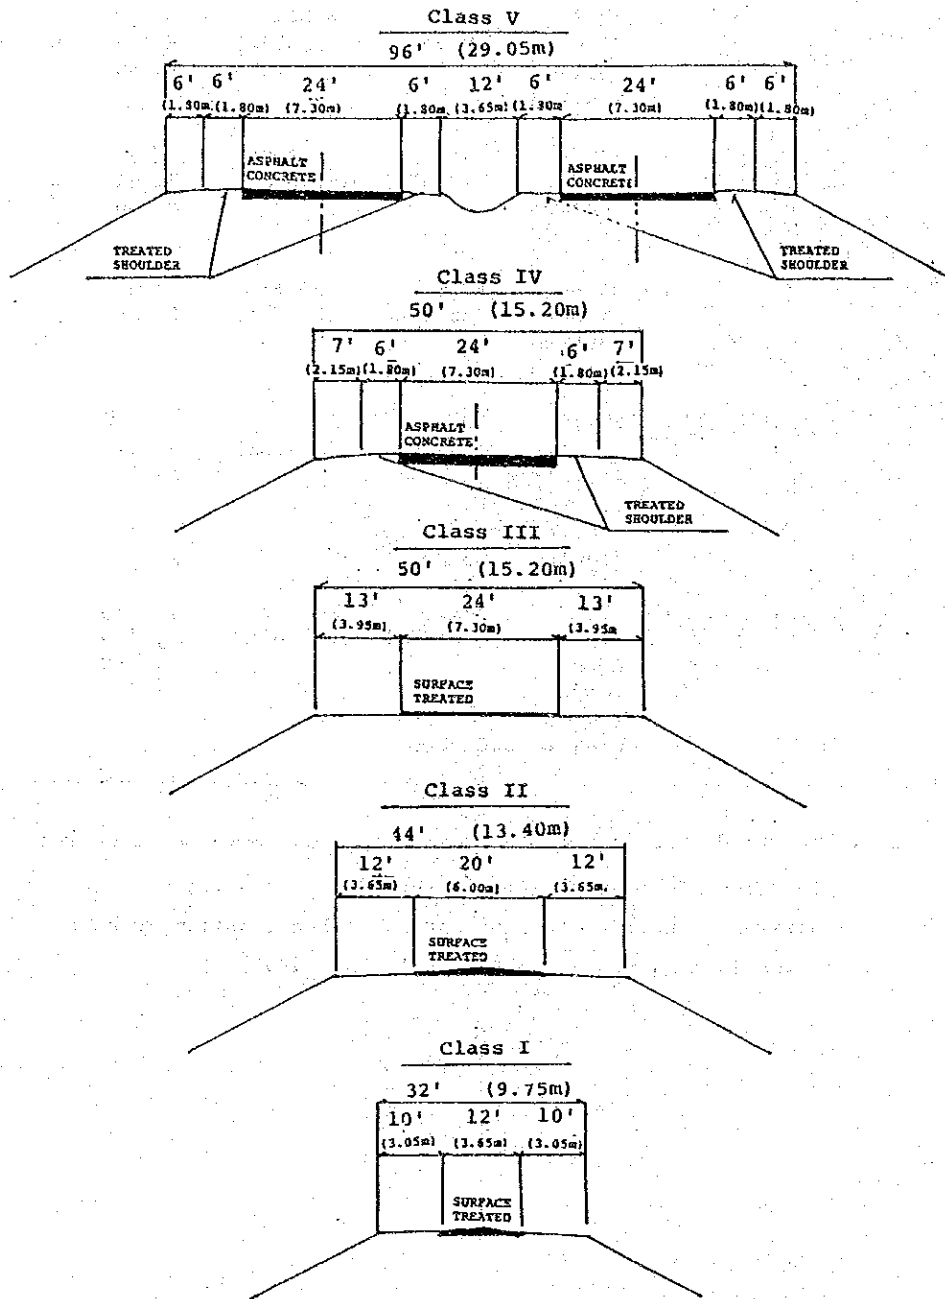 Class V
96' (29.05m)
6' 6' 24' 6' 12' 6' 24' 6' 6'
(1.80m (1.80m) (7.30m) (1.80m (3.65m) (1.80m (7.30m) (1.80m) (1.80)
ASPHALT
CONCRETE
ASPHALT
CONCRETE
TREATED
SHOULDER
TREATED
SHOULDER
Class IV
50' (15.20m)
7' 6' 24' 6' 7'
(2.15m) (1.80m) (7.30m) (1.80m) (2.15m)
ASPHALT
CONCRETE
TREATED
SHOULDER
Class III
50' (15.20m)
13' 24' 13'
(3.95m) (7.30m) (3.95m
SURFACE
TREATED
Class II
44' (13.40m)
12' 20' 12'
(3.65m) (6.00m) (3.65m.
SURFACE
TREATED
Class I
32' (9.75m)
10' 12' 10'
(3.05m) (3.65m) (3.05m)
SURFACE
TREATED